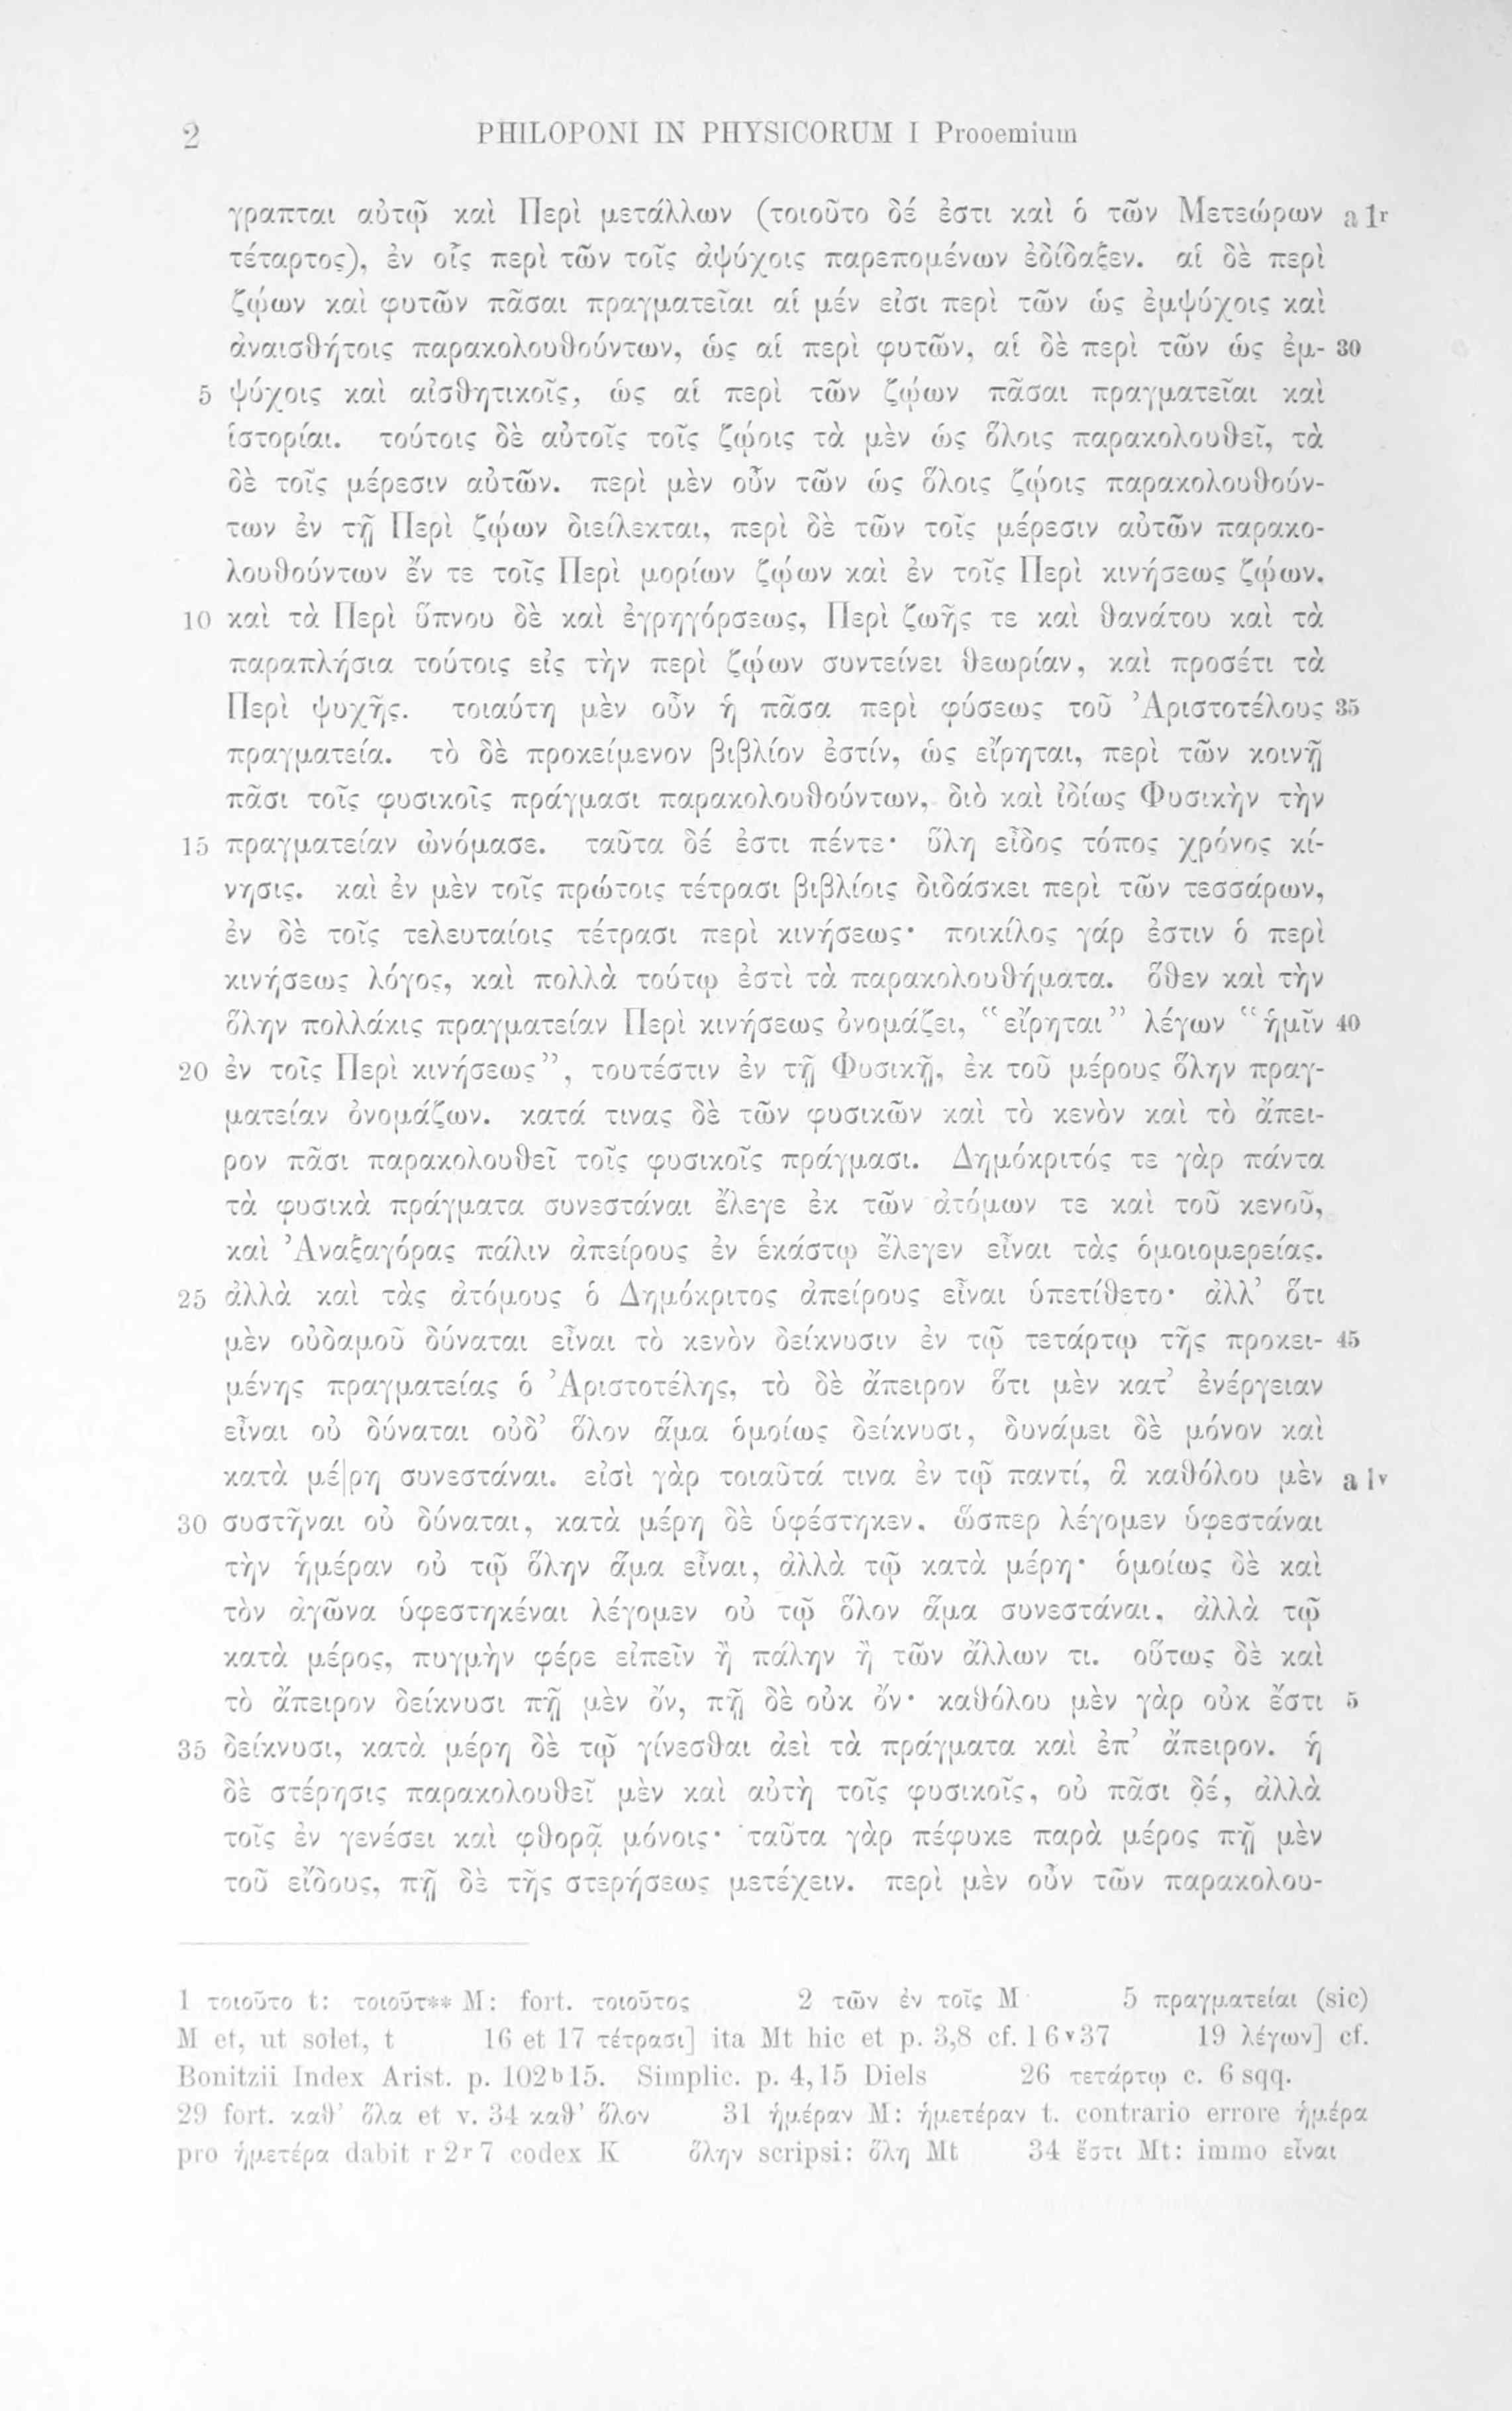 2 PHILOPONI IN PHYSICORUM I Prooemium
γραπται αὐτῷ καὶ Περὶ μετάλλων (τοιοῦτο δέ ἐστι καὶ ὁ τῶν Μετεώρων a 1r
τέταρτος), ἐν οἷς περὶ τῶν τοῖς ἀψύχοις παρεπομένων ἐδίδαξεν. αἱ δὲ περὶ
ζῴων καὶ φυτῶν πᾶσαι πραγματεῖαι αἱ μέν εἰσι περὶ τῶν ὡς ἐμψύχοις καὶ
ἀναισθήτοις παρακολουθούντων, ὡς αἱ περὶ φυτῶν, αἱ δὲ περὶ τῶν ὡς ἐμ- 30
5 ψύχοις καὶ αἰσθητικοῖς, ὡς αἱ περὶ τῶν ζῴων πᾶσαι πραγματεῖαι καὶ
ἱστορίαι. τούτοις δὲ αὐτοῖς τοῖς ζῴοις τὰ μὲν ὡς ὅλοις παρακολουθεῖ, τὰ
δὲ τοῖς μέρεσιν αὐτῶν. περὶ μὲν οὖν τῶν ὡς ὅλοις ζῴοις παρακολουθούν-
των ἐν τῇ Περὶ ζῴων διείλεκται, περὶ δὲ τῶν τοῖς μέρεσιν αὐτῶν παρακο-
λουθούντων ἔν τε τοῖς Περὶ μορίων ζῴων καὶ ἐν τοῖς Περὶ κινήσεως ζῴων.
10 καὶ τὰ Περὶ ὕπνου δὲ καὶ ἐγρηγόρσεως, Περὶ ζωῆς τε καὶ θανάτου καὶ τὰ
παραπλήσια τούτοις εἰς τὴν περὶ ζῴων συντείνει θεωρίαν, καὶ προσέτι τὰ
Περὶ ψυχῆς. τοιαύτη μὲν οὖν ἡ πᾶσα περὶ φύσεως τοῦ Ἀριστοτέλους 35
πραγματεία. τὸ δὲ προκείμενον βιβλίον ἐστίν, ὡς εἴρηται, περὶ τῶν κοινῇ
πᾶσι τοῖς φυσικοῖς πράγμασι παρακολουθούντων, διὸ καὶ ἰδίως Φυσικὴν τὴν
15 πραγματείαν ὠνόμασε. ταῦτα δέ ἐστι πέντε· ὕλη εἶδος τόπος χρόνος κί-
νησις. καὶ ἐν μὲν τοῖς πρώτοις τέτρασι βιβλίοις διδάσκει περὶ τῶν τεσσάρων,
ἐν δὲ τοῖς τελευταίοις τέτρασι περὶ κινήσεως· ποικίλος γάρ ἐστιν ὁ περὶ
κινήσεως λόγος, καὶ πολλὰ τούτῳ ἐστὶ τὰ παρακολουθήματα. ὅθεν καὶ τὴν
ὅλην πολλάκις πραγματείαν Περὶ κινήσεως ὀνομάζει, “εἴρηται” λέγων “ἡμῖν 40
20 ἐν τοῖς Περὶ κινήσεως”, τουτέστιν ἐν τῇ Φυσικῇ, ἐκ τοῦ μέρους ὅλην πραγ-
ματείαν ὀνομάζων. κατά τινας δὲ τῶν φυσικῶν καὶ τὸ κενὸν καὶ τὸ ἄπει-
ρον πᾶσι παρακολουθεῖ τοῖς φυσικοῖς πράγμασι. Δημόκριτός τε γὰρ πάντα
τὰ φυσικὰ πράγματα συνεστάναι ἔλεγε ἐκ τῶν ἀτόμων τε καὶ τοῦ κενοῦ,
καὶ Ἀναξαγόρας πάλιν ἀπείρους ἐν ἑκάστῳ ἔλεγεν εἶναι τὰς ὁμοιομερείας.
25 ἀλλὰ καὶ τὰς ἀτόμους ὁ Δημόκριτος ἀπείρους εἶναι ὑπετίθετο· ἀλλ’ ὅτι
μὲν οὐδαμοῦ δύναται εἶναι τὸ κενὸν δείκνυσιν ἐν τῷ τετάρτῳ τῆς προκει- 45
μένης πραγματείας ὁ Ἀριστοτέλης, τὸ δὲ ἄπειρον ὅτι μὲν κατ’ ἐνέργειαν
εἶναι οὐ δύναται οὐδ’ ὅλον ἅμα ὁμοίως δείκνυσι, δυνάμει δὲ μόνον καὶ
κατὰ μέ|ρη συνεστάναι. εἰσὶ γὰρ τοιαῦτά τινα ἐν τῷ παντί, ἃ καθόλου μὲν a 1v
30 συστῆναι οὐ δύναται, κατὰ μέρη δὲ ὑφέστηκεν, ὥσπερ λέγομεν ὑφεστάναι
τὴν ἡμέραν οὐ τῷ ὅλην ἅμα εἶναι, ἀλλὰ τῷ κατὰ μέρη· ὁμοίως δὲ καὶ
τὸν ἀγῶνα ὑφεστηκέναι λέγομεν οὐ τῷ ὅλον ἅμα συνεστάναι, ἀλλὰ τῷ
κατὰ μέρος, πυγμὴν φέρε εἰπεῖν ἢ πάλην ἢ τῶν ἄλλων τι. οὕτως δὲ καὶ
τὸ ἄπειρον δείκνυσι πῇ μὲν ὄν, πῇ δὲ οὐκ ὄν· καθόλου μὲν γὰρ οὐκ ἔστι 5
35 δείκνυσι, κατὰ μέρη δὲ τῷ γίνεσθαι ἀεὶ τὰ πράγματα καὶ ἐπ’ ἄπειρον. ἡ
δὲ στέρησις παρακολουθεῖ μὲν καὶ αὐτὴ τοῖς φυσικοῖς, οὐ πᾶσι δέ, ἀλλὰ
τοῖς ἐν γενέσει καὶ φθορᾷ μόνοις· ταῦτα γὰρ πέφυκε παρὰ μέρος πῇ μὲν
τοῦ εἴδους, πῇ δὲ τῆς στερήσεως μετέχειν. περὶ μὲν οὖν τῶν παρακολου-
1 τοιοῦτο t: τοιοῦτ** M: fort. τοιοῦτος 2 τῶν ἐν τοῖς M 5 πραγματείαι (sic)
M et, ut solet, t 16 et 17 τέτρασι] ita Mt hic et p. 3,8 cf. l 6v37 19 λέγων] cf.
Bonitzii Index Arist. p. 102b15. Simplic. p. 4,15 Diels 26 τετάρτῳ c. 6 sqq.
29 fort. καθ’ ὅλα et v. 34 καθ’ ὅλον 31 ἡμέραν M: ἡμετέραν t. contrario errore ἡμέρα
pro ἡμετέρα dabit r 2r7 codex K ὅλην scripsi: ὅλη Mt 34 ἔστι Mt: immo εἶναι